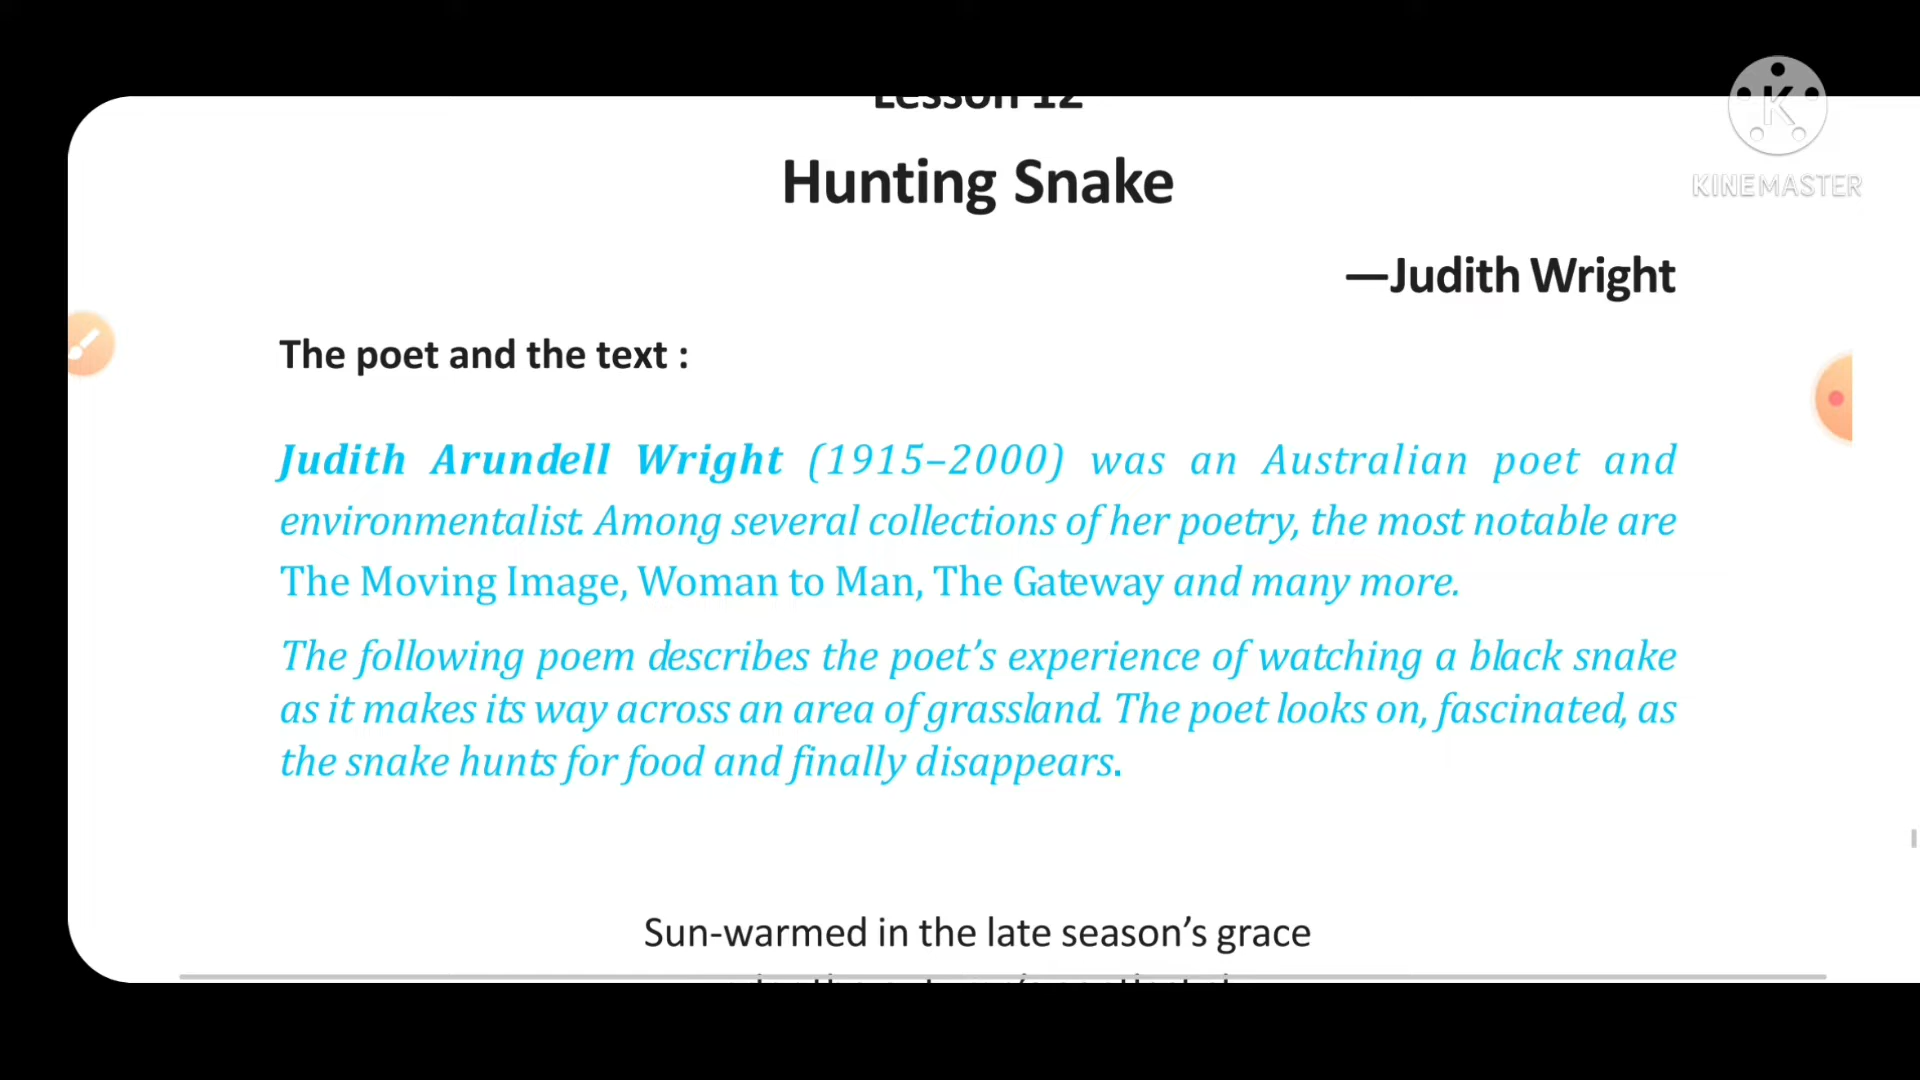 Lesson 12
Hunting Snake
—Judith Wright
The poet and the text :
Judith Arundell Wright (1915–2000) was an Australian poet and
environmentalist. Among several collections of her poetry, the most notable are
The Moving Image, Woman to Man, The Gateway and many more.
The following poem describes the poet’s experience of watching a black snake
as it makes its way across an area of grassland. The poet looks on, fascinated, as
the snake hunts for food and finally disappears.
Sun-warmed in the late season’s grace
K
KINEMASTER